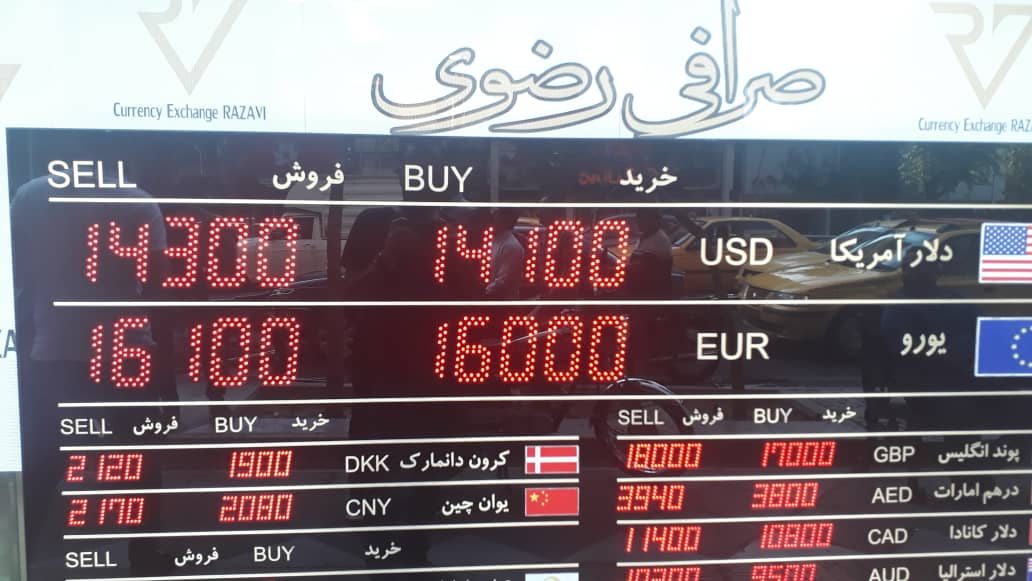 صرافی رضوی
Currency Exchange RAZAVI
Currency Exchange
SELL فروش BUY خرید
14300 14100 USD دلار آمریکا
16100 16000 EUR یورو
SELL فروش BUY خرید
2120 1900 DKK کرون دانمارک
2170 2080 CNY یوان چین
SELL فروش BUY خرید
SELL فروش BUY خرید
18000 17000 GBP پوند انگلیس
3940 3800 AED درهم امارات
11400 10800 CAD دلار کانادا
10200 9500 AUD دلار استرالیا